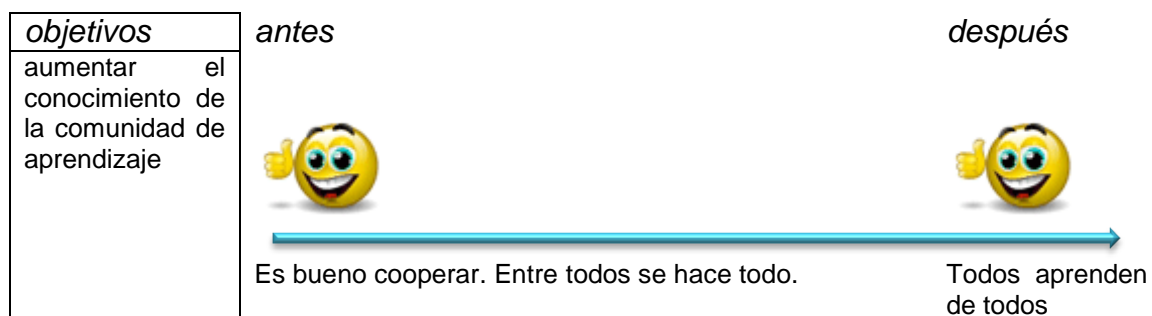 objetivos
antes
después
aumentar el
conocimiento de
la comunidad de
aprendizaje
Es bueno cooperar. Entre todos se hace todo.
Todos aprenden
de todos